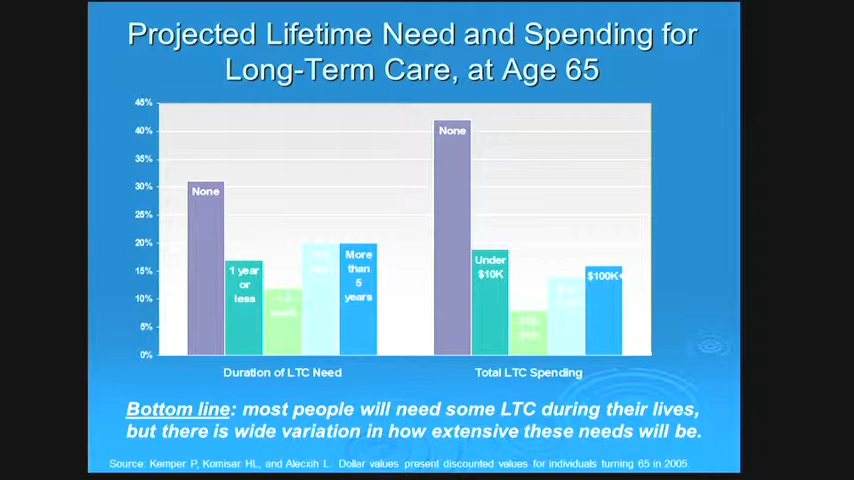 Projected Lifetime Need and Spending for
Long-Term Care, at Age 65
45%
40%
35%
30%
25%
20%
15%
10%
5%
0%
None
1 year
or
less
More
than
5
years
None
Under
$10K
$100K+
Duration of LTC Need
Total LTC Spending
Bottom line: most people will need some LTC during their lives,
but there is wide variation in how extensive these needs will be.
Source: Kemper P, Komisar HL, and Alecxih L. Dollar values present discounted values for individuals turning 65 in 2005.